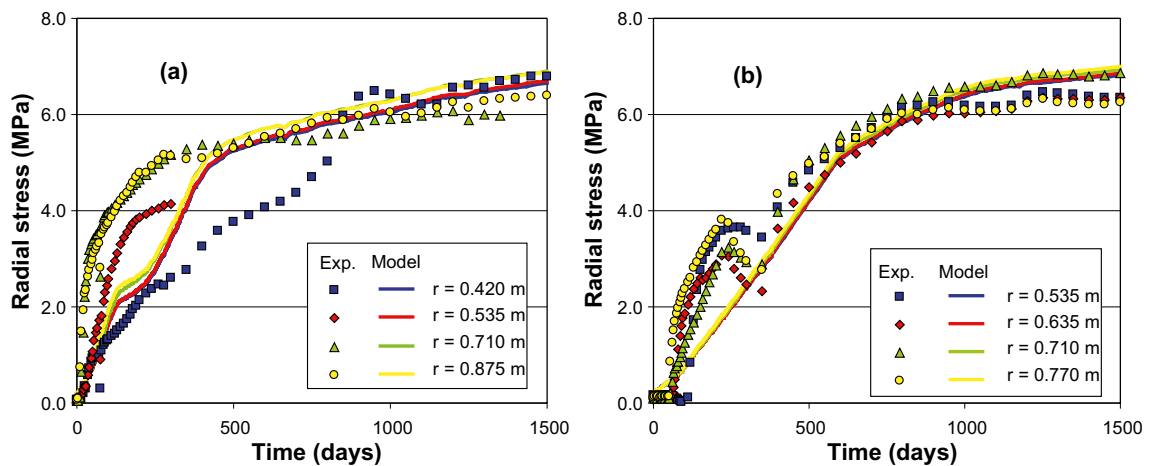 (a)
Radial stress (MPa)
8.0
6.0
4.0
2.0
0.0
0
500
1000
1500
Time (days)
Exp. Model
r = 0.420 m
r = 0.535 m
r = 0.710 m
r = 0.875 m
(b)
Radial stress (MPa)
8.0
6.0
4.0
2.0
0.0
0
500
1000
1500
Time (days)
Exp. Model
r = 0.535 m
r = 0.635 m
r = 0.710 m
r = 0.770 m